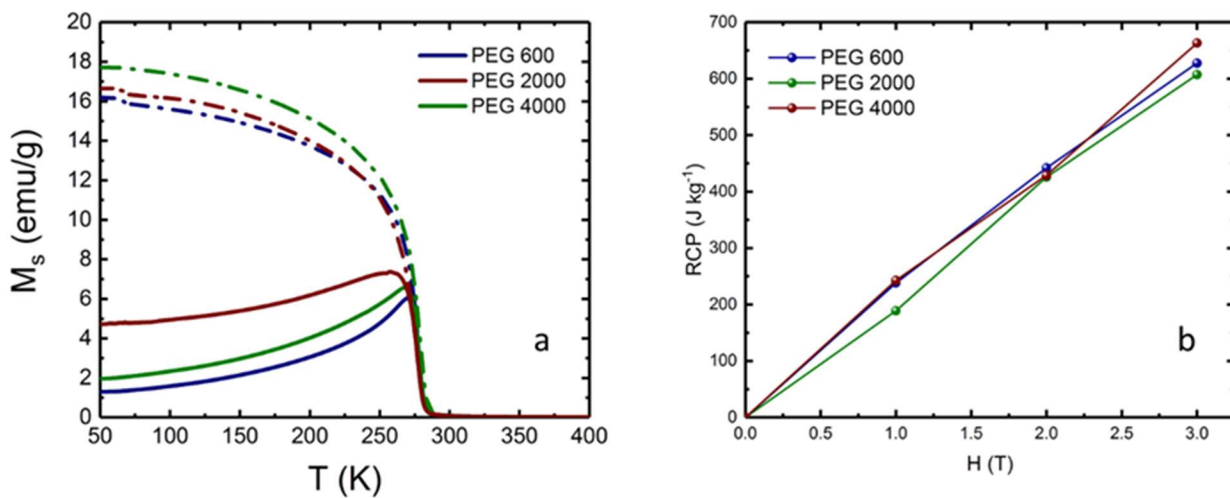 20
18
16
14
12
10
8
6
4
2
0
M_s (emu/g)
PEG 600
PEG 2000
PEG 4000
a
50 100 150 200 250 300 350 400
T (K)
700
600
500
400
300
200
100
0
RCP (J kg⁻¹)
PEG 600
PEG 2000
PEG 4000
b
0.0 0.5 1.0 1.5 2.0 2.5 3.0
H (T)